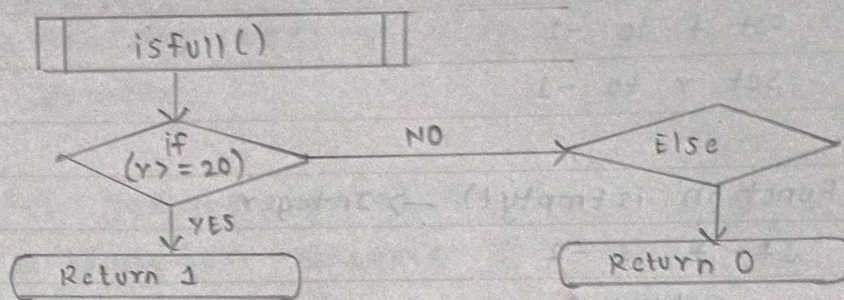 isfull()
if
(r>=20)
NO
Else
YES
Return 1
Return 0